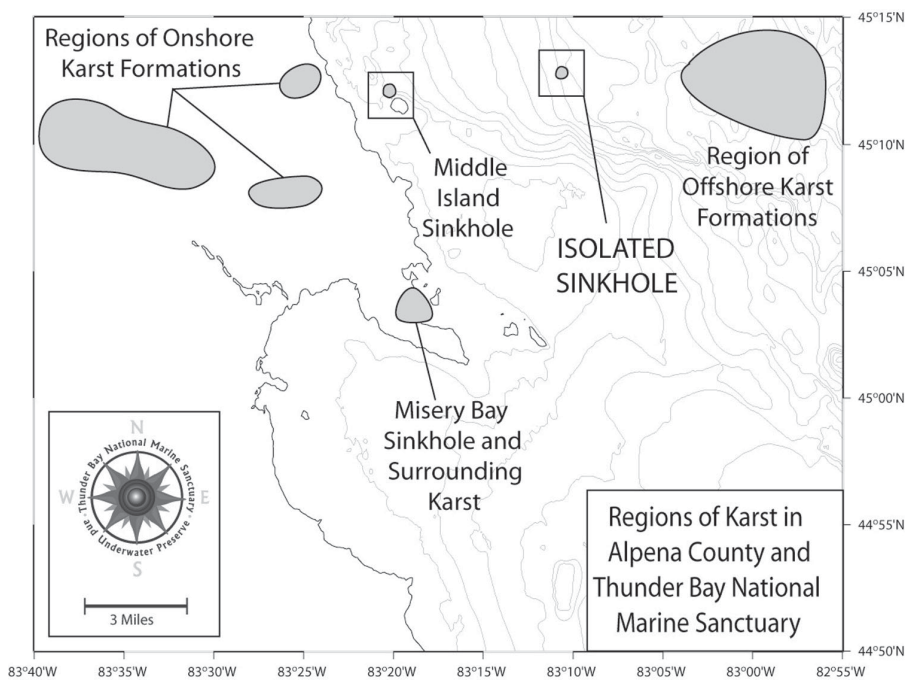 Regions of Onshore
Karst Formations
Middle
Island
Sinkhole
ISOLATED
SINKHOLE
Region of
Offshore Karst
Formations
Misery Bay
Sinkhole and
Surrounding
Karst
N
W
E
S
Thunder Bay National Marine Sanctuary
and Underwater Preserve
3 Miles
Regions of Karst in
Alpena County and
Thunder Bay National
Marine Sanctuary
45°15'N
45°10'N
45°05'N
45°00'N
44°55'N
44°50'N
83°40'W
83°35'W
83°29'W
83°25'W
83°20'W
83°15'W
83°10'W
83°05'W
83°00'W
82°55'W